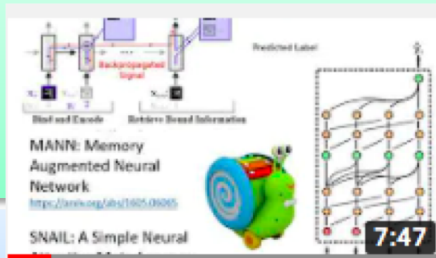 Predicted Label
Backpropagated
Signal
Bind and Encode
Retrieve Bound Information
MANN: Memory
Augmented Neural
Network
https://arxiv.org/abs/1605.06065
SNAIL: A Simple Neural
7:47